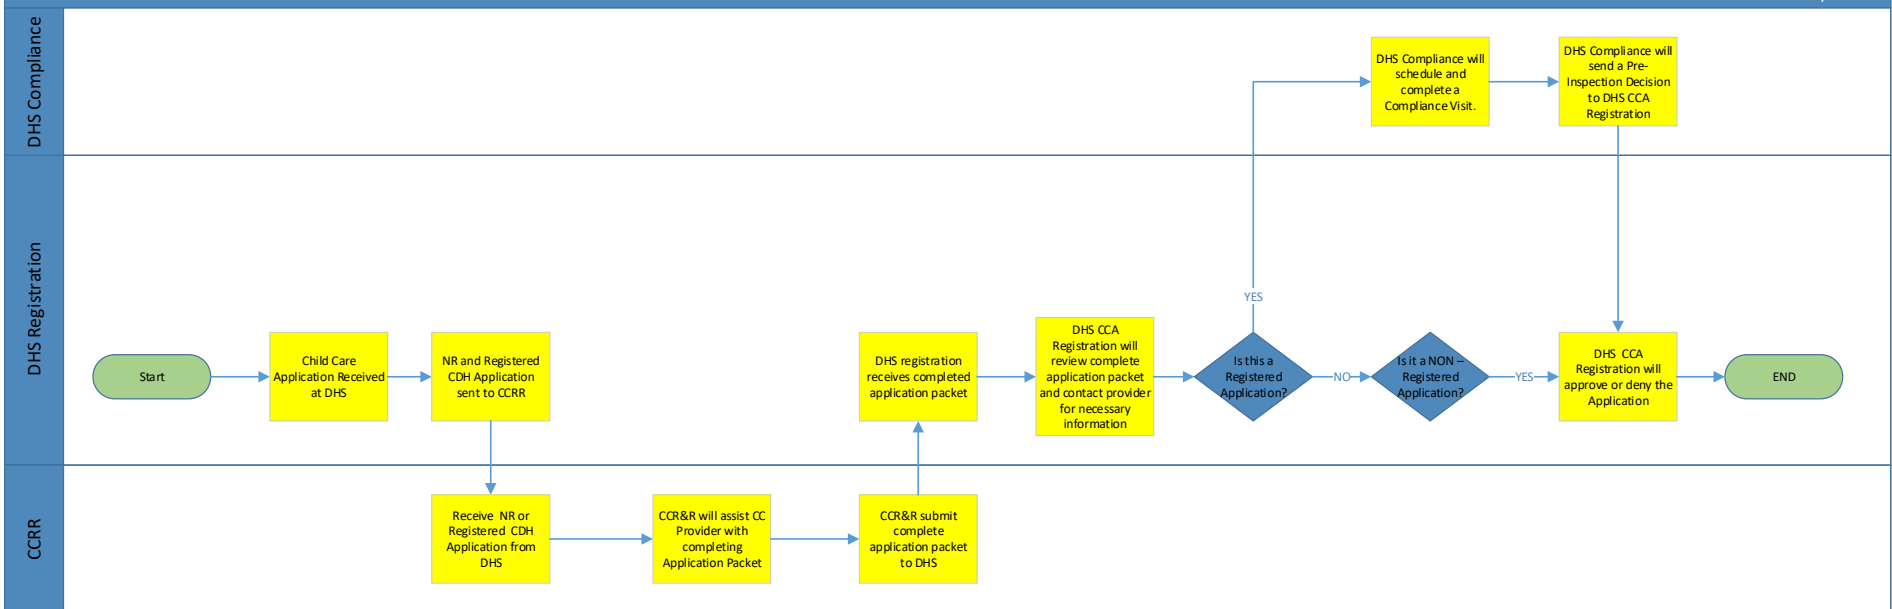 DHS Compliance
DHS Compliance will
schedule and
complete a
Compliance Visit.
DHS Compliance will
send a Pre-
Inspection Decision
to DHS CCA
Registration
DHS Registration
Start
Child Care
Application Received
at DHS
NR and Registered
CDH Application
sent to CCRR
DHS registration
receives completed
application packet
DHS CCA
Registration will
review complete
application packet
and contact provider
for necessary
information
YES
Is this a
Registered
Application?
NO
Is it a NON –
Registered
Application?
YES
DHS CCA
Registration will
approve or deny the
Application
END
CCRR
Receive NR or
Registered CDH
Application from
DHS
CCR&R will assist CC
Provider with
completing
Application Packet
CCR&R submit
complete
application packet
to DHS